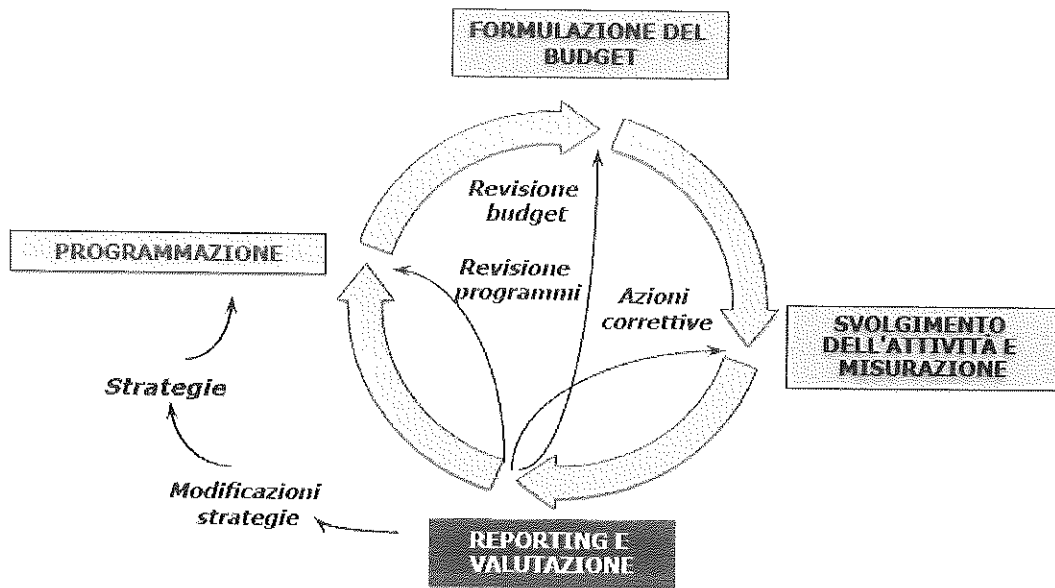 FORMULAZIONE DEL
BUDGET
Revisione
budget
PROGRAMMAZIONE
Revisione
programmi
Azioni
correttive
SVOLGIMENTO
DELL'ATTIVITÀ E
MISURAZIONE
Strategie
Modificazioni
strategie
REPORTING E
VALUTAZIONE